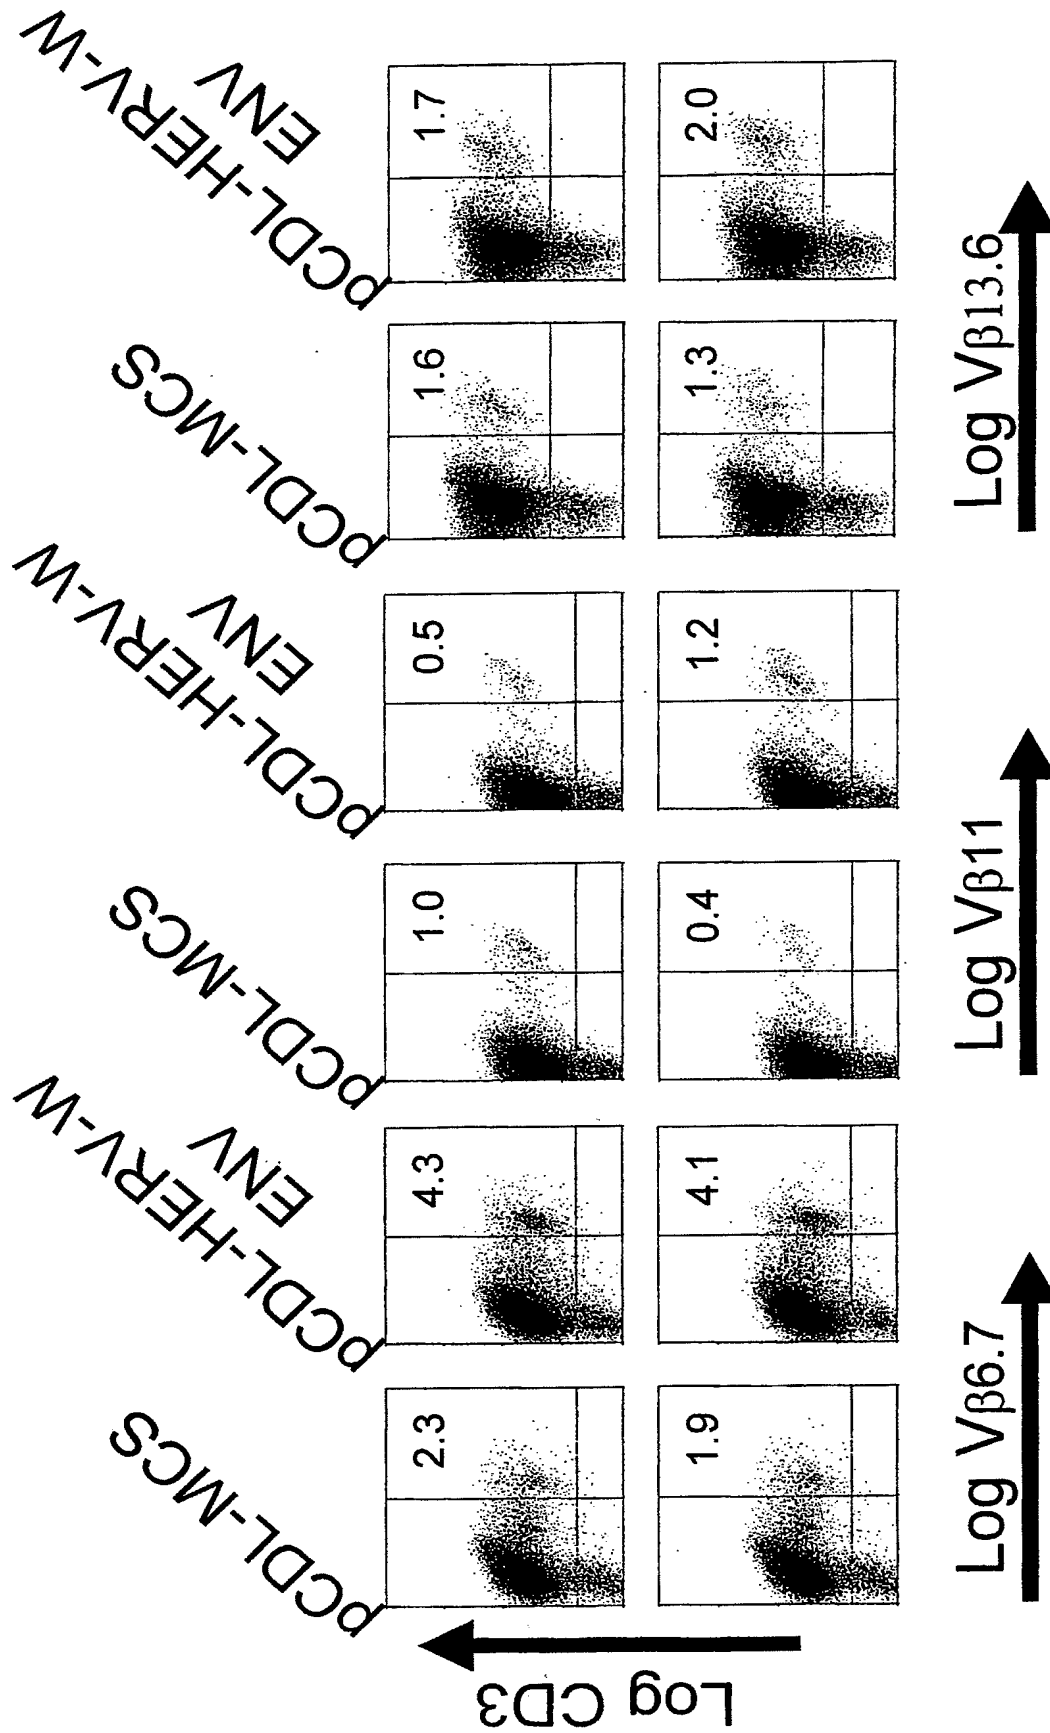 pCDL-MCS
pCDL-HERV-W
ENV
pCDL-MCS
pCDL-HERV-W
ENV
pCDL-MCS
pCDL-HERV-W
ENV
Log CD3
2.3
4.3
1.0
0.5
1.6
1.7
1.9
4.1
0.4
1.2
1.3
2.0
Log Vβ6.7
Log Vβ11
Log Vβ13.6